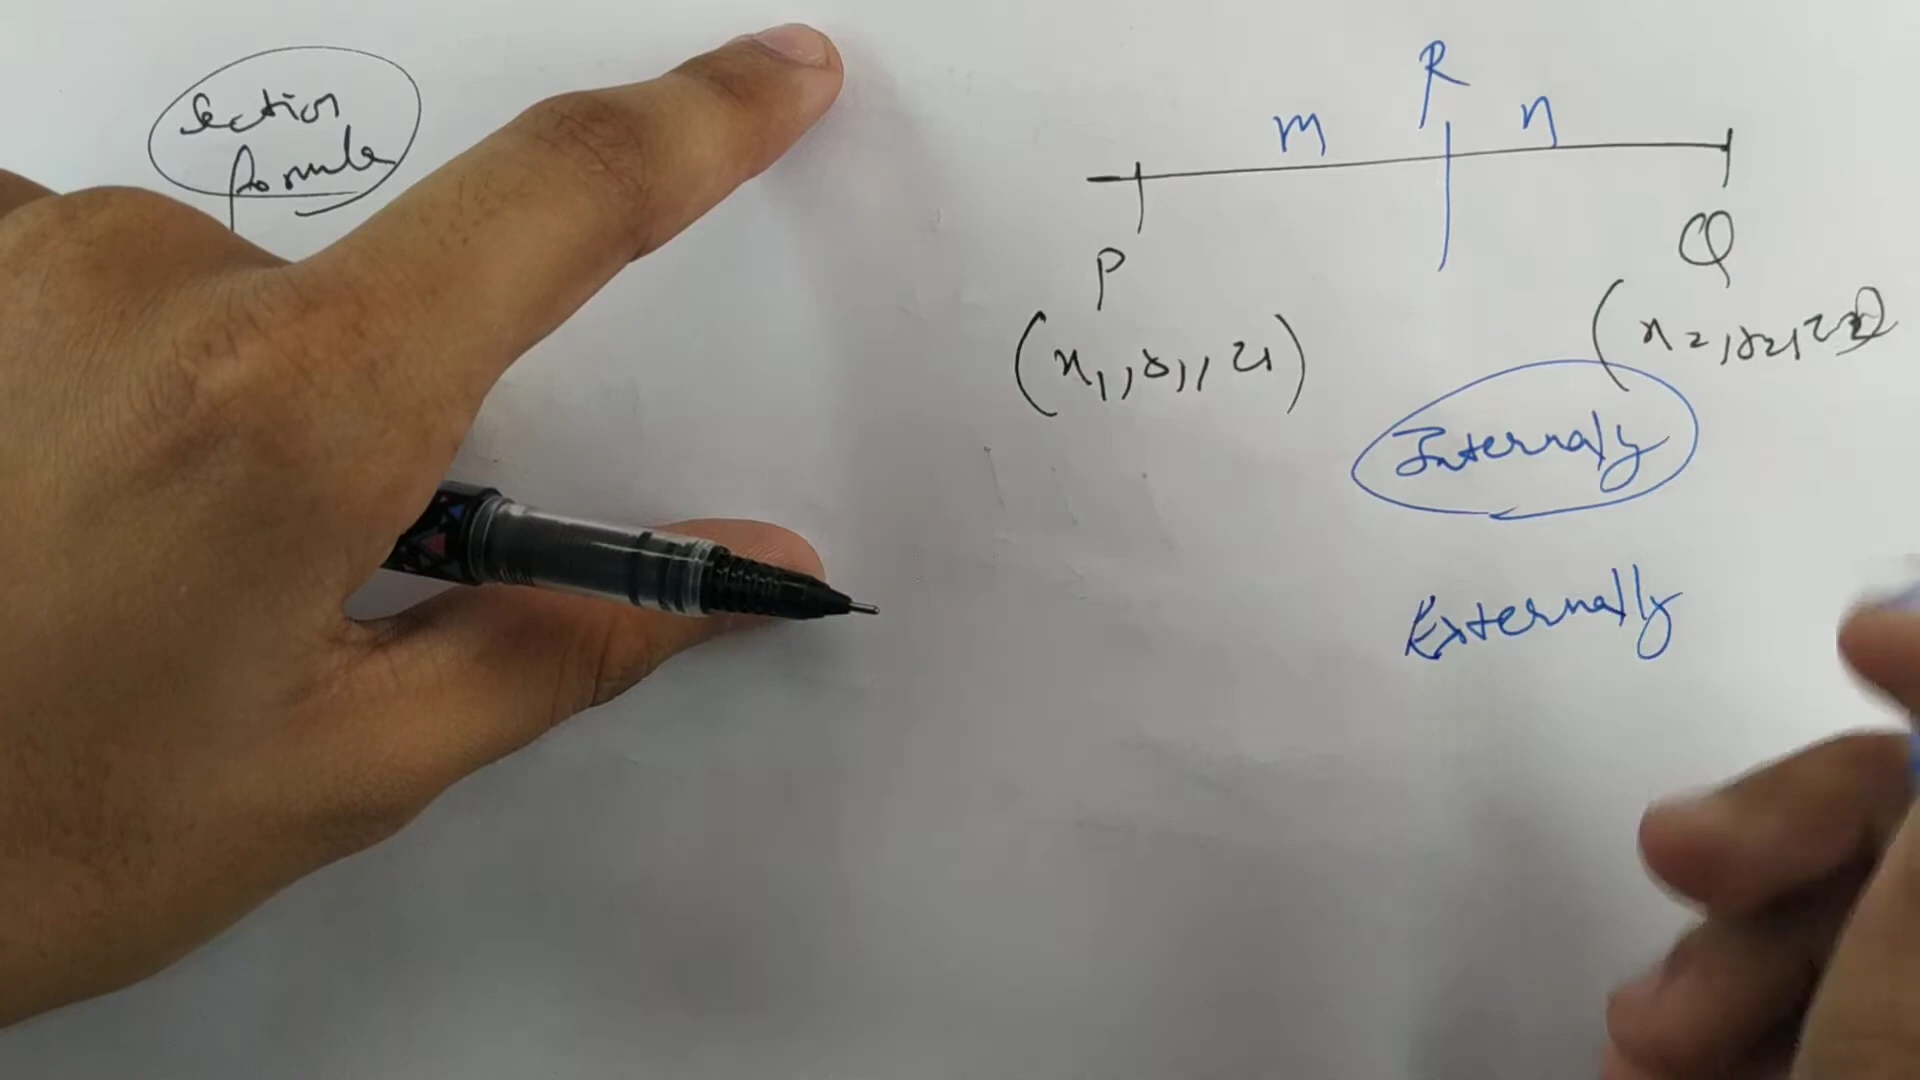 Section
formula
R
m n
P Q
(x1, y1, z1) (x2, y2, z2)
Internally
Externally